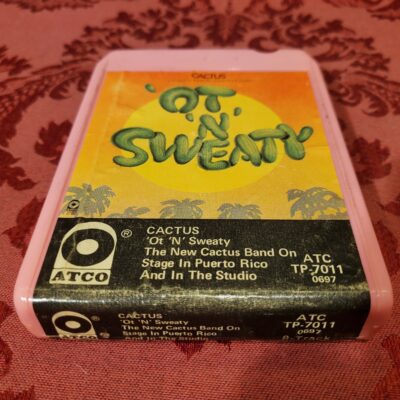 CACTUS
'OT
'N'
SWEATY
ATCO
®
CACTUS
'Ot 'N' Sweaty
The New Cactus Band On
Stage In Puerto Rico
And In The Studio
ATC
TP-7011
0697
ATCO
CACTUS
'Ot 'N' Sweaty
The New Cactus Band On
Stage In Puerto Rico
And In The Studio
ATC
TP-7011
0697
8-Track